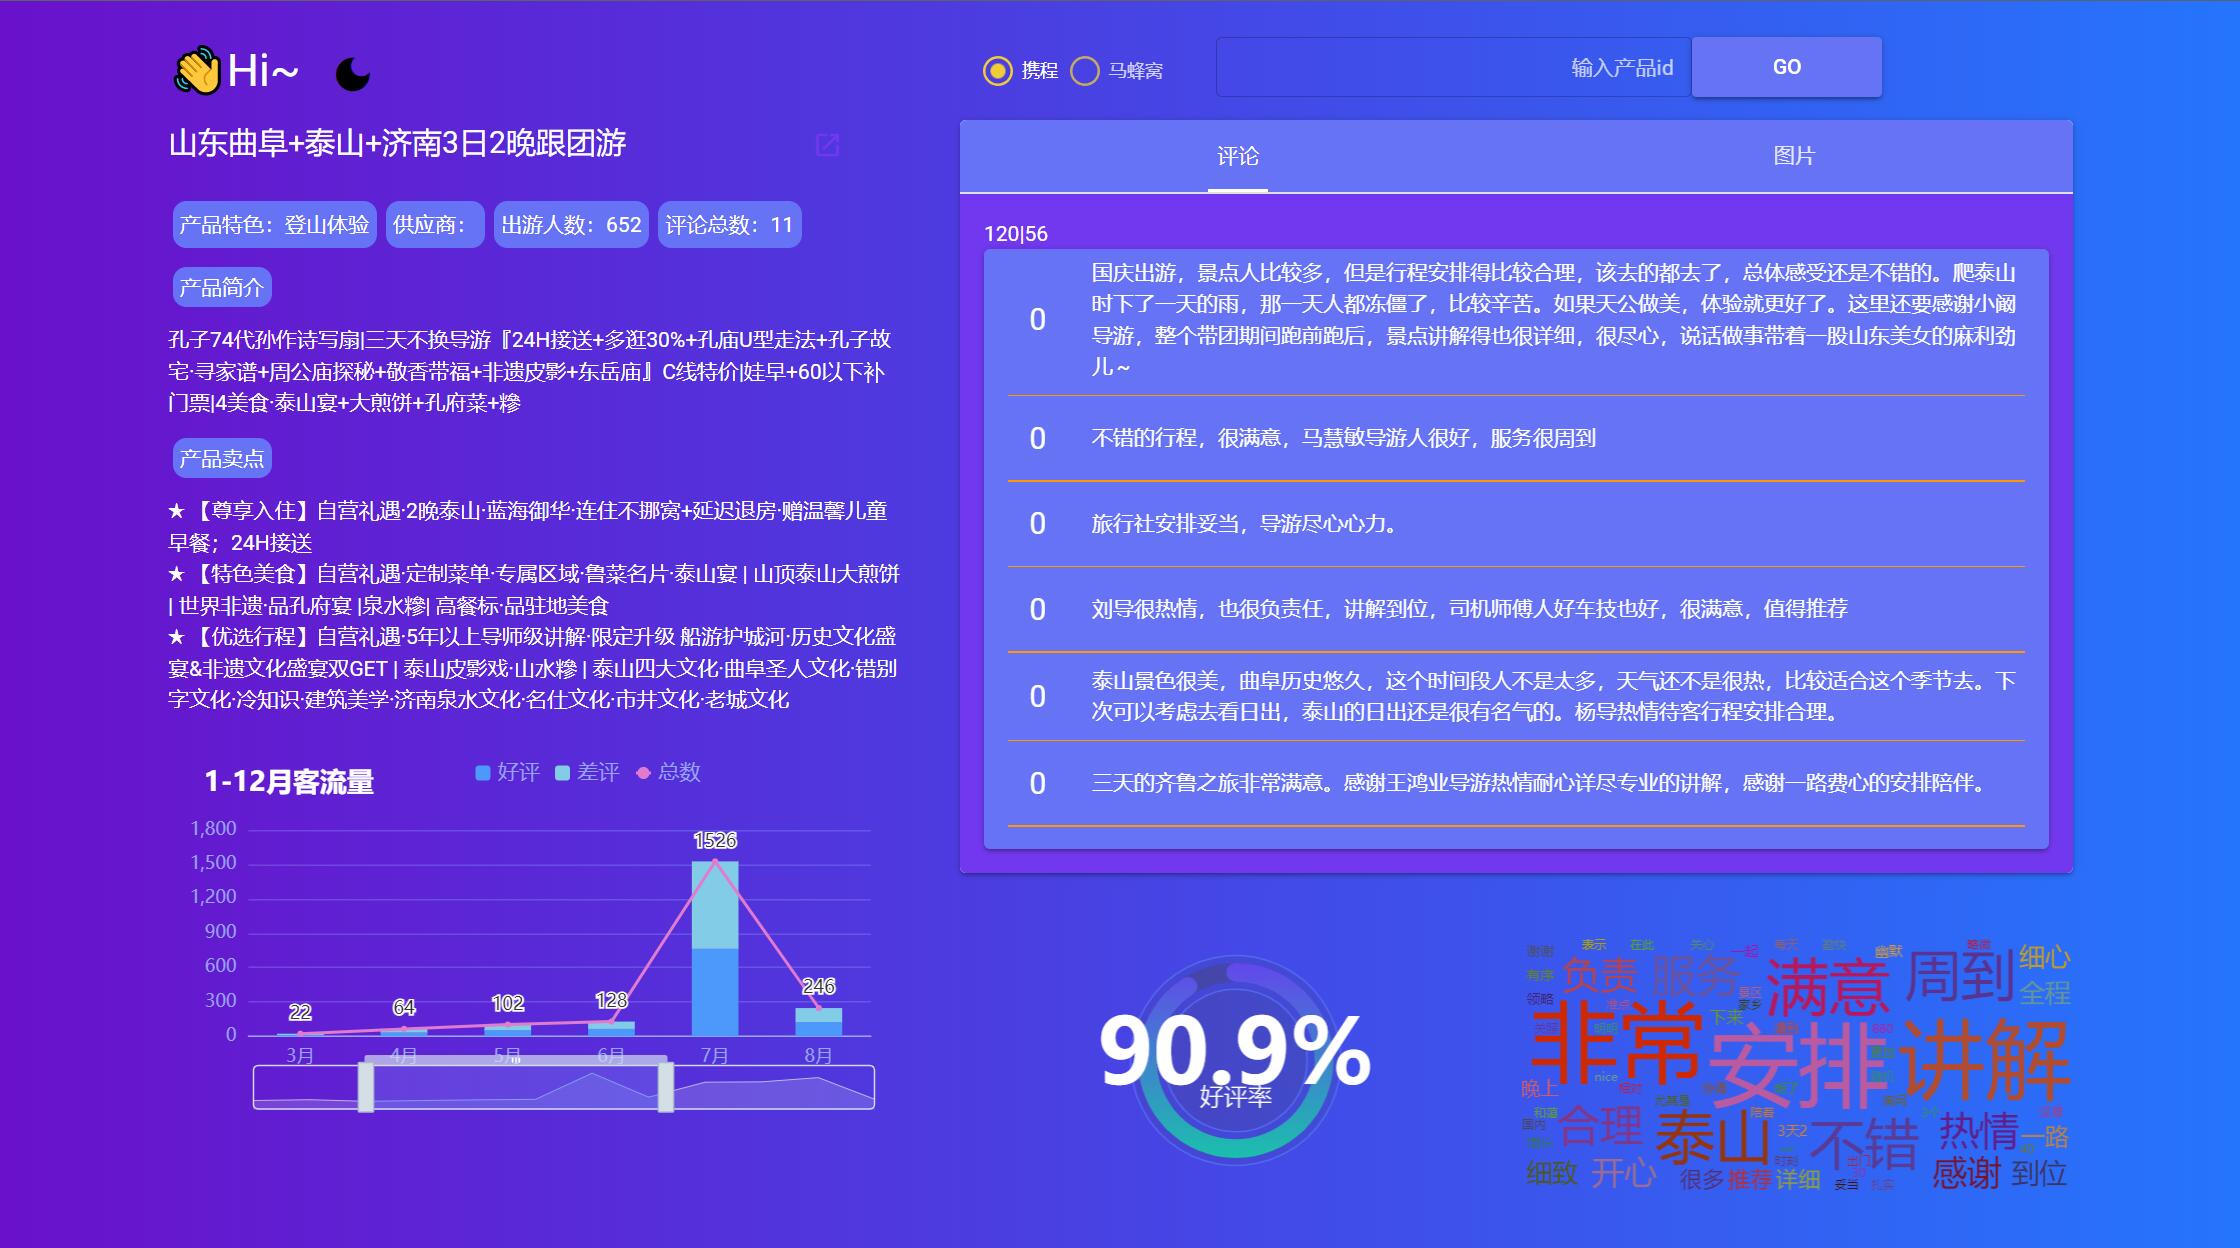 Hi~
携程
马蜂窝
输入产品id
GO
山东曲阜+泰山+济南3日2晚跟团游
产品特色：登山体验
供应商：
出游人数：652
评论总数：11
产品简介
孔子74代孙作诗写扇|三天不换导游『24H接送+多逛30%+孔庙U型走法+孔子故
宅·寻家谱+周公庙探秘+敬香带福+非遗皮影+东岳庙』C线特价|娃早+60以下补
门票|4美食·泰山宴+大煎饼+孔府菜+糁
产品卖点
★【尊享入住】自营礼遇·2晚泰山·蓝海御华·连住不挪窝+延迟退房·赠温馨儿童
早餐；24H接送
★【特色美食】自营礼遇·定制菜单·专属区域·鲁菜名片·泰山宴 | 山顶泰山大煎饼
| 世界非遗·品孔府宴 |泉水糁| 高餐标·品驻地美食
★【优选行程】自营礼遇·5年以上导师级讲解·限定升级 船游护城河·历史文化盛
宴&非遗文化盛宴双GET | 泰山皮影戏·山水糁 | 泰山四大文化·曲阜圣人文化·错别
字文化·冷知识·建筑美学·济南泉水文化·名仕文化·市井文化·老城文化
评论
图片
120|56
0
国庆出游，景点人比较多，但是行程安排得比较合理，该去的都去了，总体感受还是不错的。爬泰山
时下了一天的雨，那一天人都冻僵了，比较辛苦。如果天公做美，体验就更好了。这里还要感谢小阚
导游，整个带团期间跑前跑后，景点讲解得也很详细，很尽心，说话做事带着一股山东美女的麻利劲
儿～
0
不错的行程，很满意，马慧敏导游人很好，服务很周到
0
旅行社安排妥当，导游尽心心力。
0
刘导很热情，也很负责任，讲解到位，司机师傅人好车技也好，很满意，值得推荐
0
泰山景色很美，曲阜历史悠久，这个时间段人不是太多，天气还不是很热，比较适合这个季节去。下
次可以考虑去看日出，泰山的日出还是很有名气的。杨导热情待客行程安排合理。
0
三天的齐鲁之旅非常满意。感谢王鸿业导游热情耐心详尽专业的讲解，感谢一路费心的安排陪伴。
1-12月客流量
好评
差评
总数
1,800
1,500
1,200
900
600
300
0
22
64
102
128
1526
246
3月
4月
5月
6月
7月
8月
90.9%
好评率
谢谢
表示
在此
关心
一起
每天
幽默
细心
有序
负责
服务
满意
周到
全程
领略
景区
家乡
非常
下来
安排
讲解
nice
晚上
合理
泰山
陪着
3天2
不错
热情
一路
国内
细致
开心
很多
推荐
详细
妥当
感谢
到位